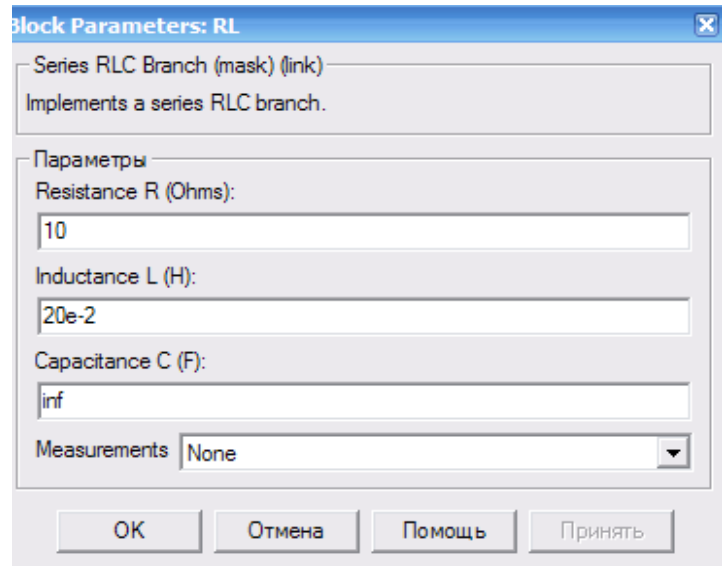 Block Parameters: RL
Series RLC Branch (mask) (link)
Implements a series RLC branch.
Параметры
Resistance R (Ohms):
10
Inductance L (H):
20e-2
Capacitance C (F):
inf
Measurements None
OK Отмена Помощь Принять